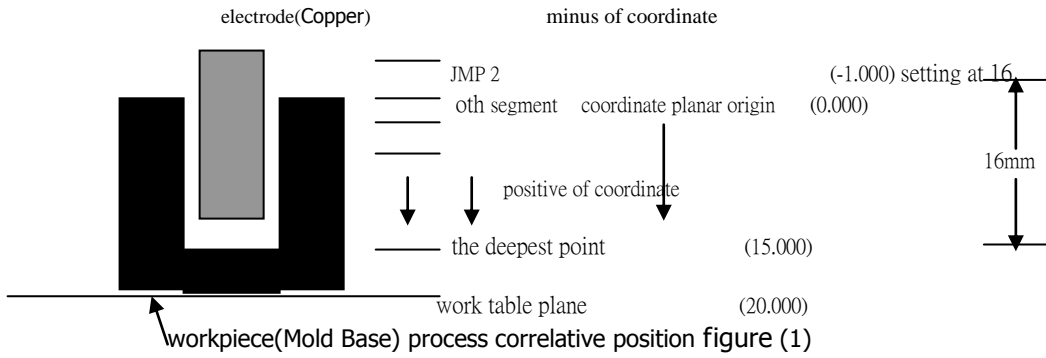 electrode(Copper) minus of coordinate
JMP 2 (-1.000) setting at 16
oth segment coordinate planar origin (0.000)
16mm
positive of coordinate
the deepest point (15.000)
work table plane (20.000)
workpiece(Mold Base) process correlative position figure (1)